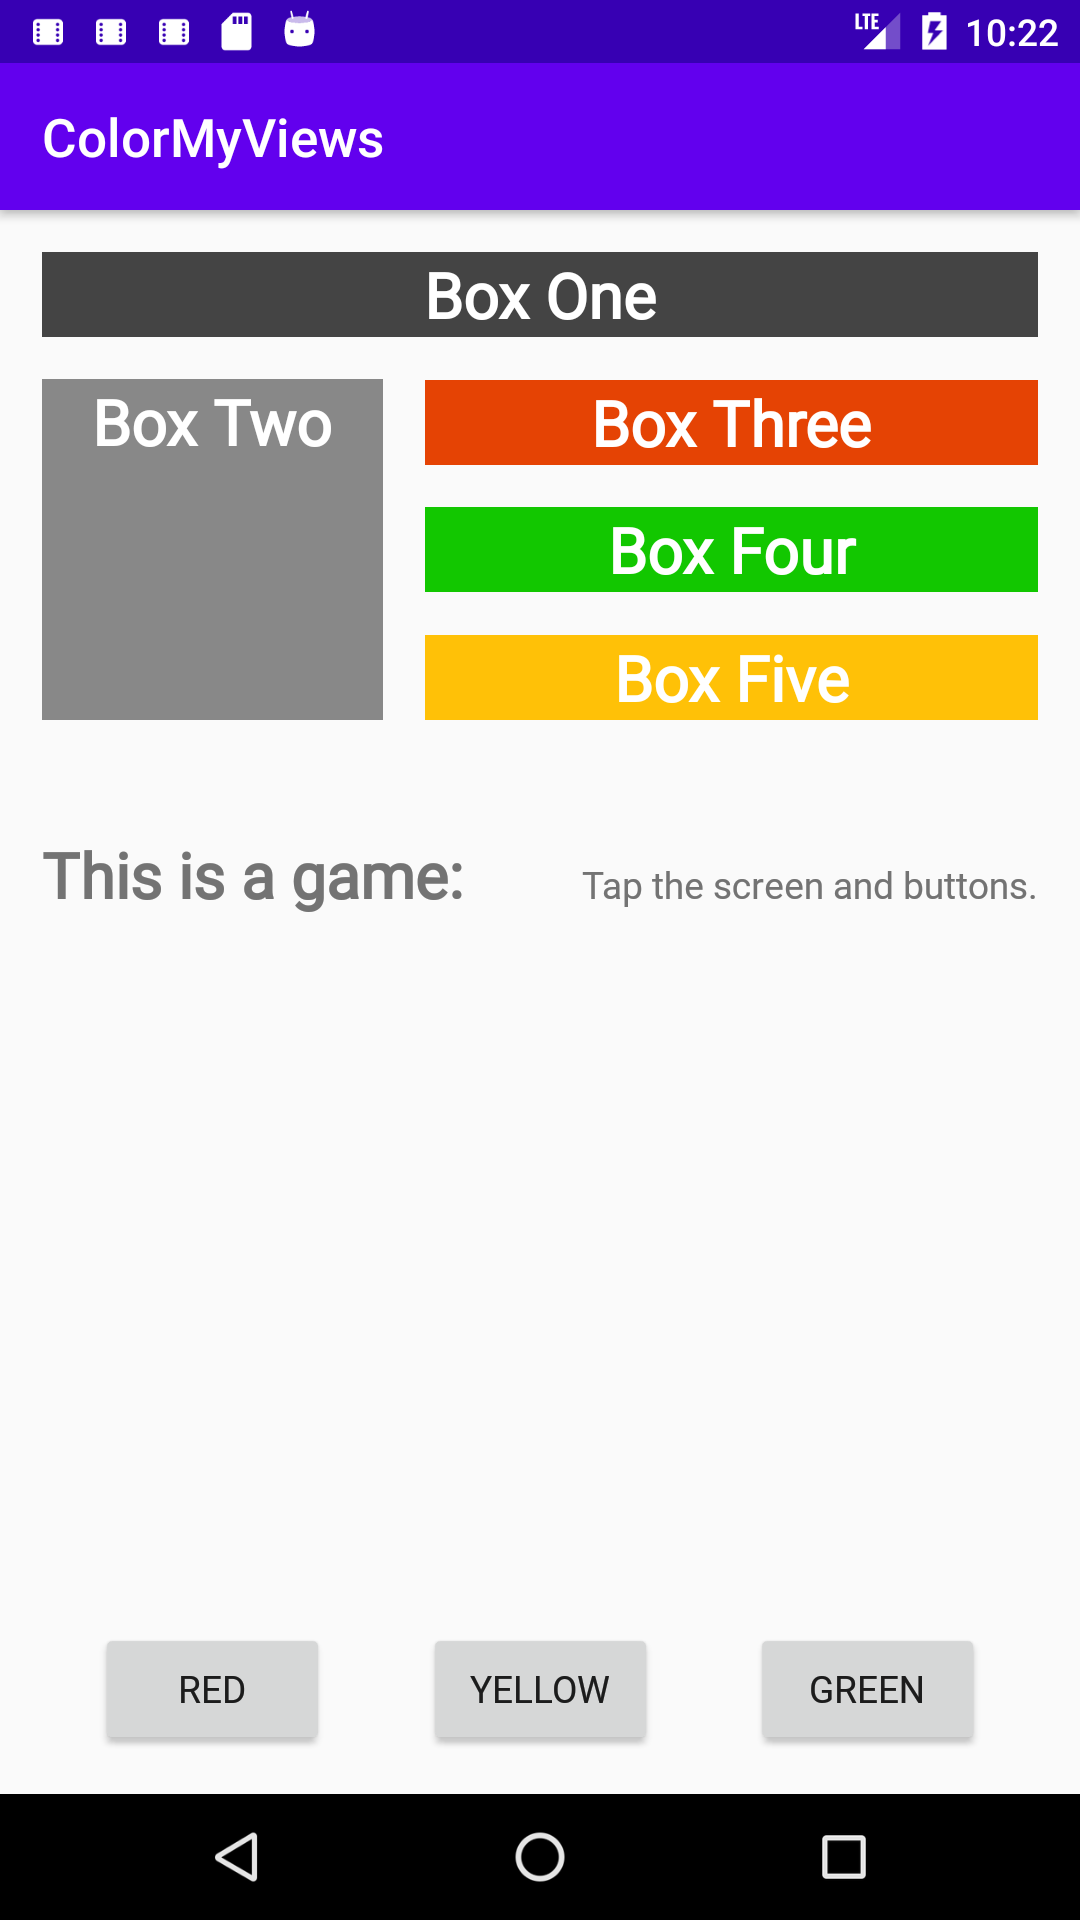 LTE 10:22
ColorMyViews
Box One
Box Two
Box Three
Box Four
Box Five
This is a game: Tap the screen and buttons.
RED YELLOW GREEN